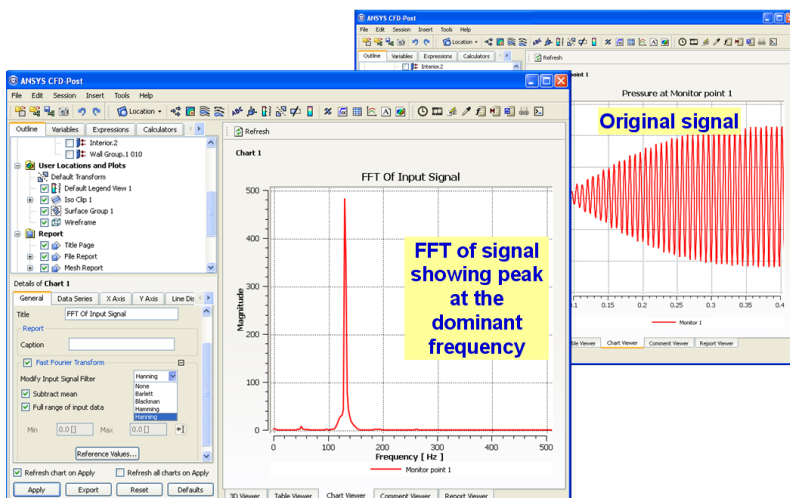 ANSYS CFD-Post
File Edit Session Insert Tools Help
Location
Outline Variables Expressions Calculators
Refresh
Interior.2
Pressure at Monitor point 1
Original signal
0.1 0.15 0.2 0.25 0.3 0.35 0.4
Monitor 1
Chart Viewer Comment Viewer Report Viewer
ANSYS CFD-Post
File Edit Session Insert Tools Help
Location
Outline Variables Expressions Calculators
Refresh
Interior.2
Wall Group.1 010
User Locations and Plots
Default Transform
Default Legend View 1
Iso Clip 1
Surface Group 1
Wireframe
Report
Title Page
File Report
Mesh Report
Details of Chart 1
General Data Series X Axis Y Axis Line Dis
Title FFT Of Input Signal
Report
Caption
Fast Fourier Transform
Modify Input Signal Filter Hanning
None
Barlett
Blackman
Hamming
Hanning
Subtract mean
Full range of input data
Min 0.0 [] Max 0.0 []
Reference Values...
Refresh chart on Apply Refresh all charts on Apply
Apply Export Reset Defaults
Chart 1
FFT Of Input Signal
500
400
300
200
100
0
Magnitude
FFT of signal
showing peak
at the
dominant
frequency
0 100 200 300 400 500
Frequency [ Hz ]
Monitor point 1
3D Viewer Table Viewer Chart Viewer Comment Viewer Report Viewer